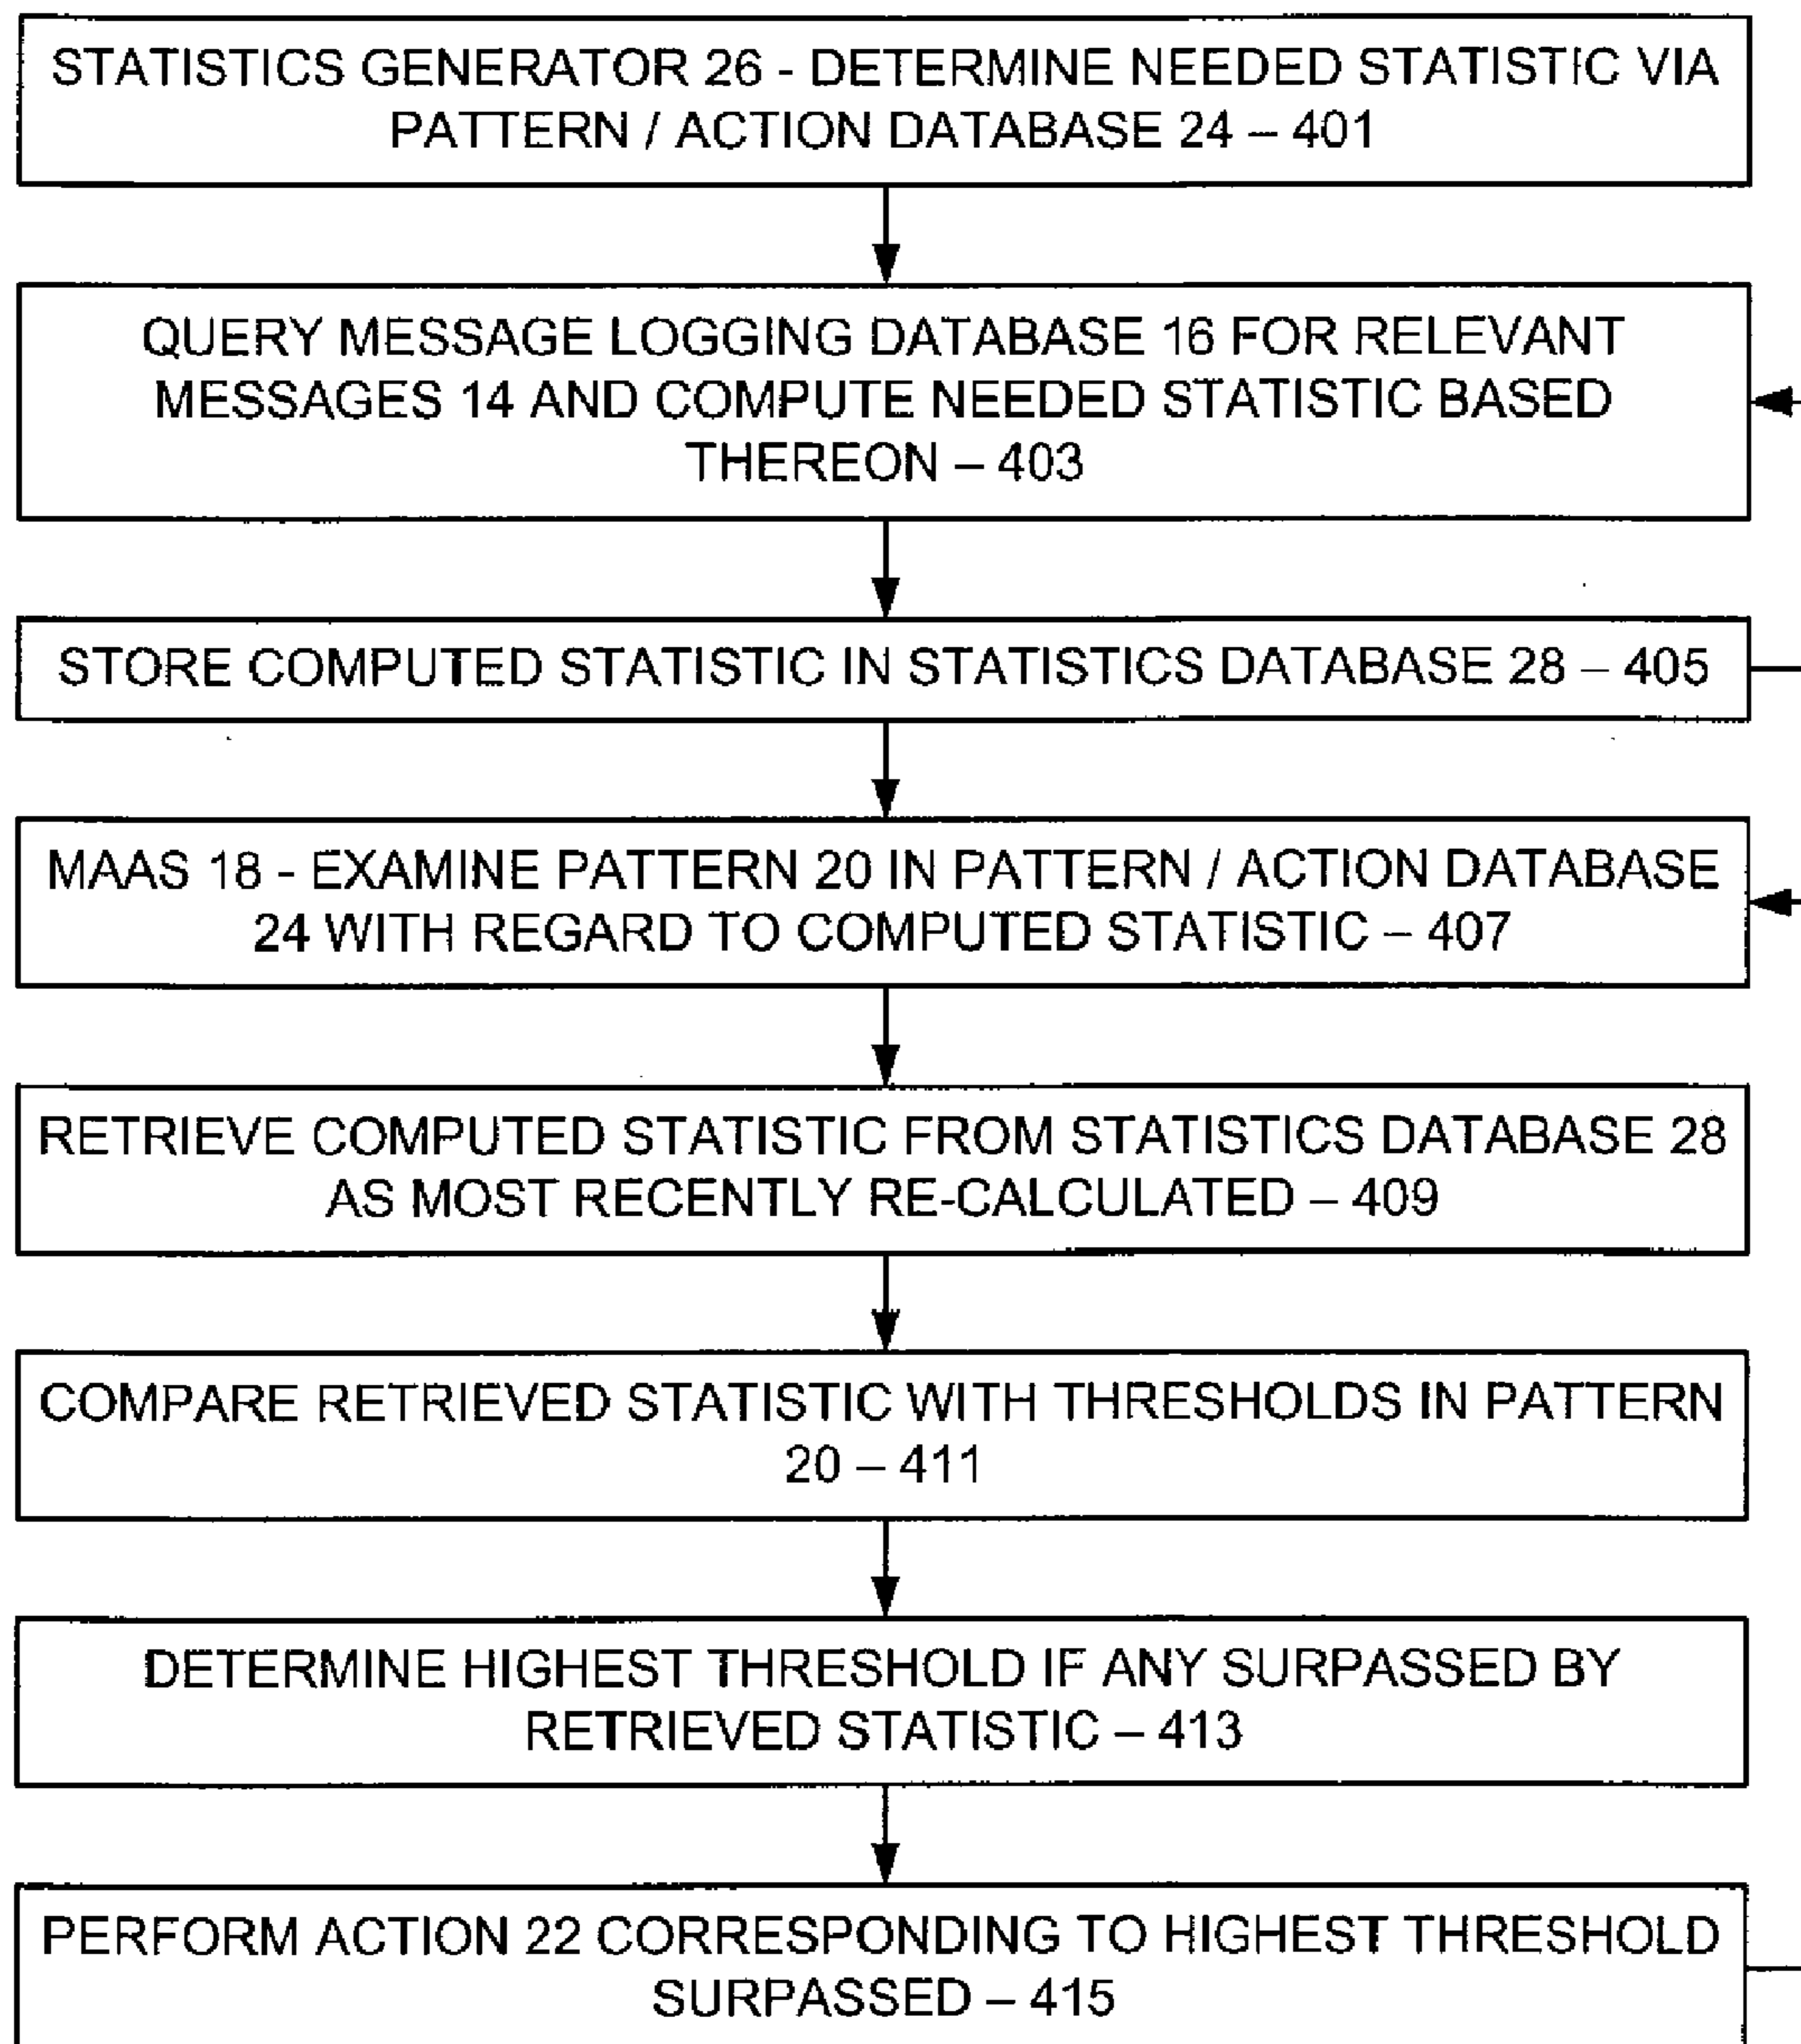 STATISTICS GENERATOR 26 - DETERMINE NEEDED STATISTIC VIA
PATTERN / ACTION DATABASE 24 – 401
QUERY MESSAGE LOGGING DATABASE 16 FOR RELEVANT
MESSAGES 14 AND COMPUTE NEEDED STATISTIC BASED
THEREON – 403
STORE COMPUTED STATISTIC IN STATISTICS DATABASE 28 – 405
MAAS 18 - EXAMINE PATTERN 20 IN PATTERN / ACTION DATABASE
24 WITH REGARD TO COMPUTED STATISTIC – 407
RETRIEVE COMPUTED STATISTIC FROM STATISTICS DATABASE 28
AS MOST RECENTLY RE-CALCULATED – 409
COMPARE RETRIEVED STATISTIC WITH THRESHOLDS IN PATTERN
20 – 411
DETERMINE HIGHEST THRESHOLD IF ANY SURPASSED BY
RETRIEVED STATISTIC – 413
PERFORM ACTION 22 CORRESPONDING TO HIGHEST THRESHOLD
SURPASSED – 415